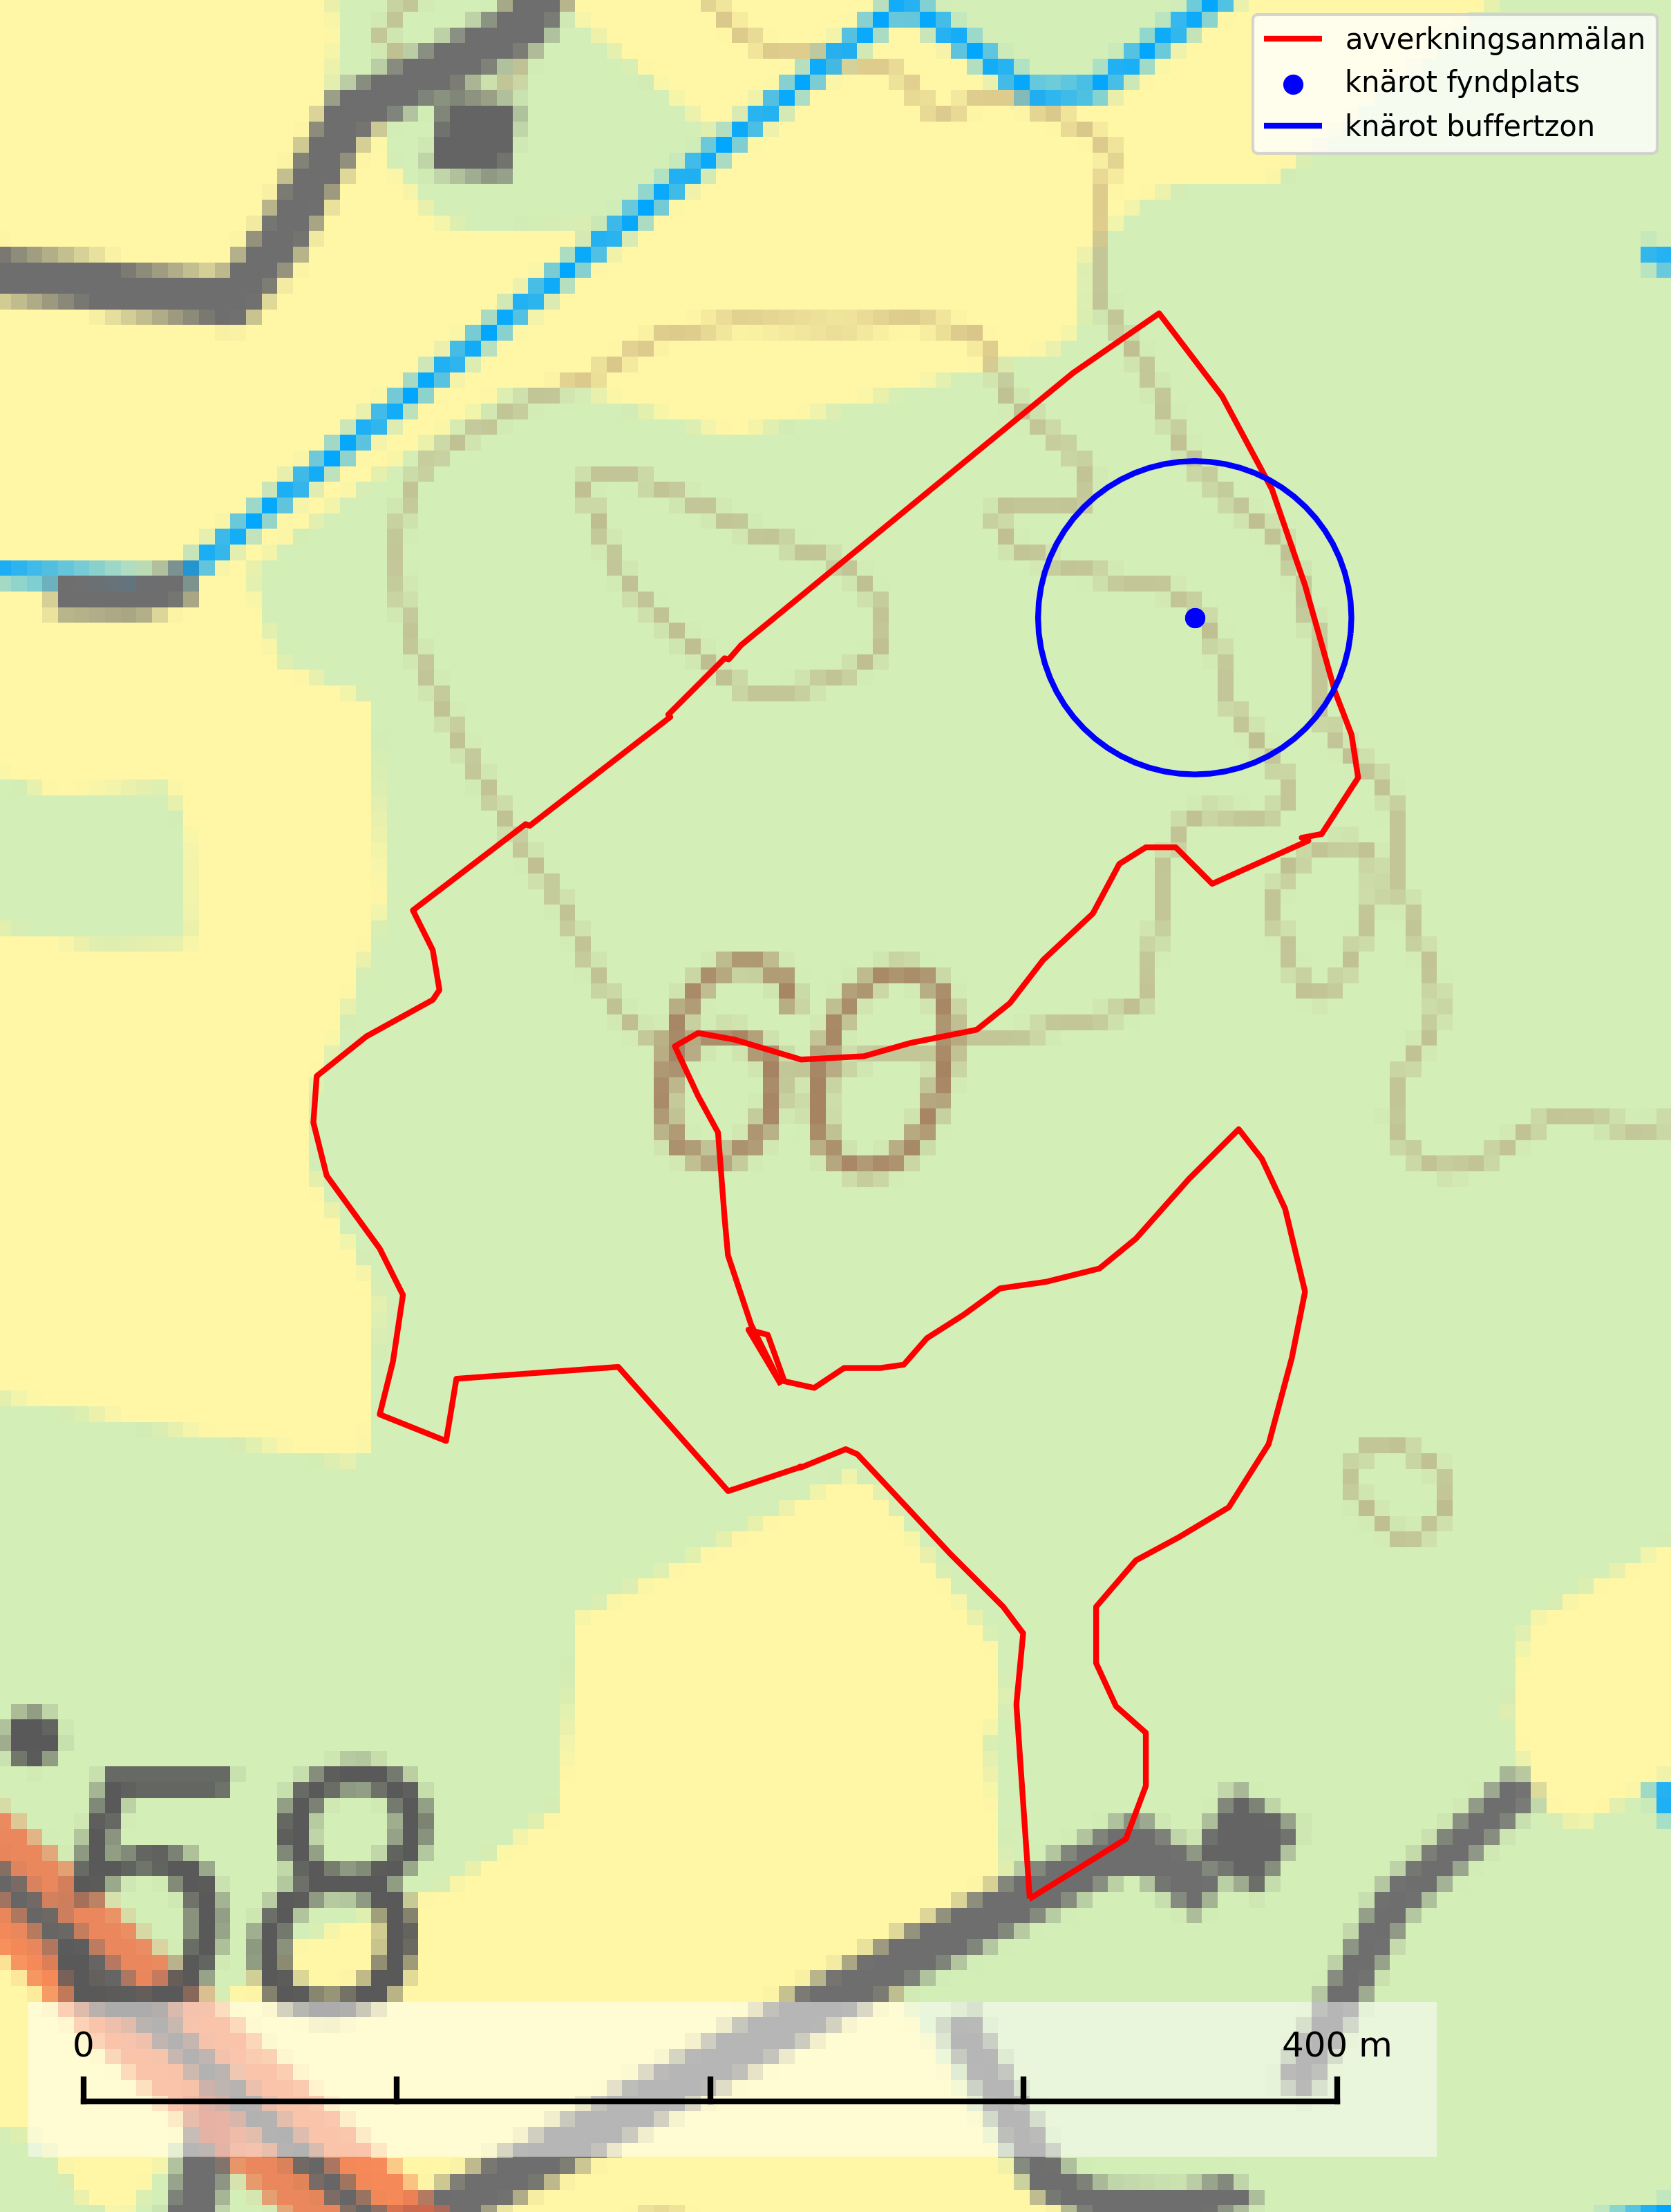 avverkningsanmälan
knärot fyndplats
knärot buffertzon
60
58
0 400 m